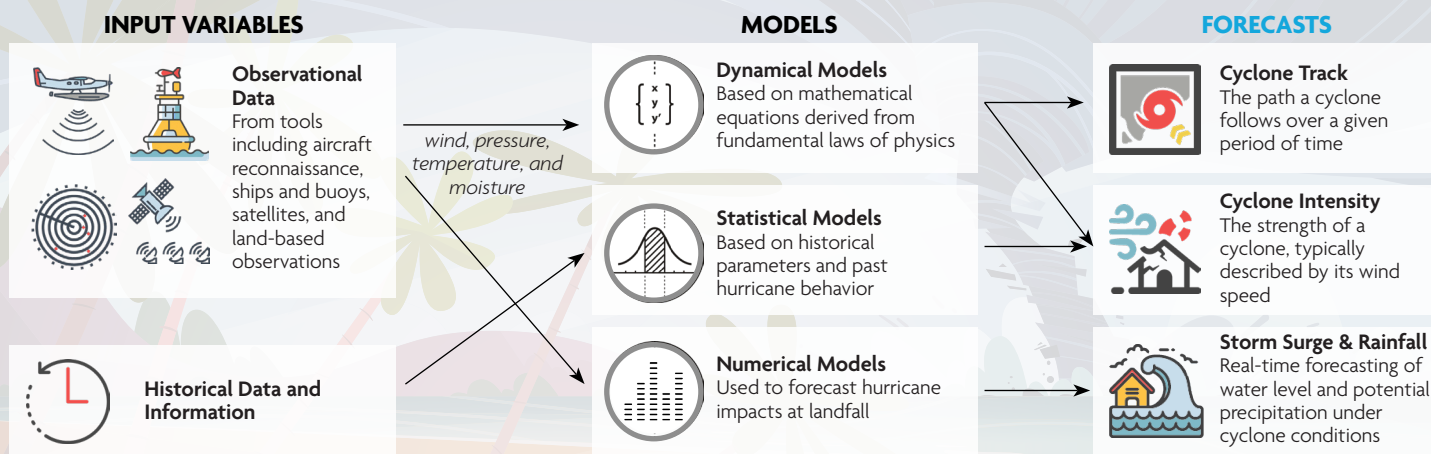 INPUT VARIABLES
Observational
Data
From tools
including aircraft
reconnaissance,
ships and buoys,
satellites, and
land-based
observations
Historical Data and
Information
wind, pressure,
temperature, and
moisture
MODELS
Dynamical Models
Based on mathematical
equations derived from
fundamental laws of physics
x
y
y'
Statistical Models
Based on historical
parameters and past
hurricane behavior
Numerical Models
Used to forecast hurricane
impacts at landfall
FORECASTS
Cyclone Track
The path a cyclone
follows over a given
period of time
Cyclone Intensity
The strength of a
cyclone, typically
described by its wind
speed
Storm Surge & Rainfall
Real-time forecasting of
water level and potential
precipitation under
cyclone conditions